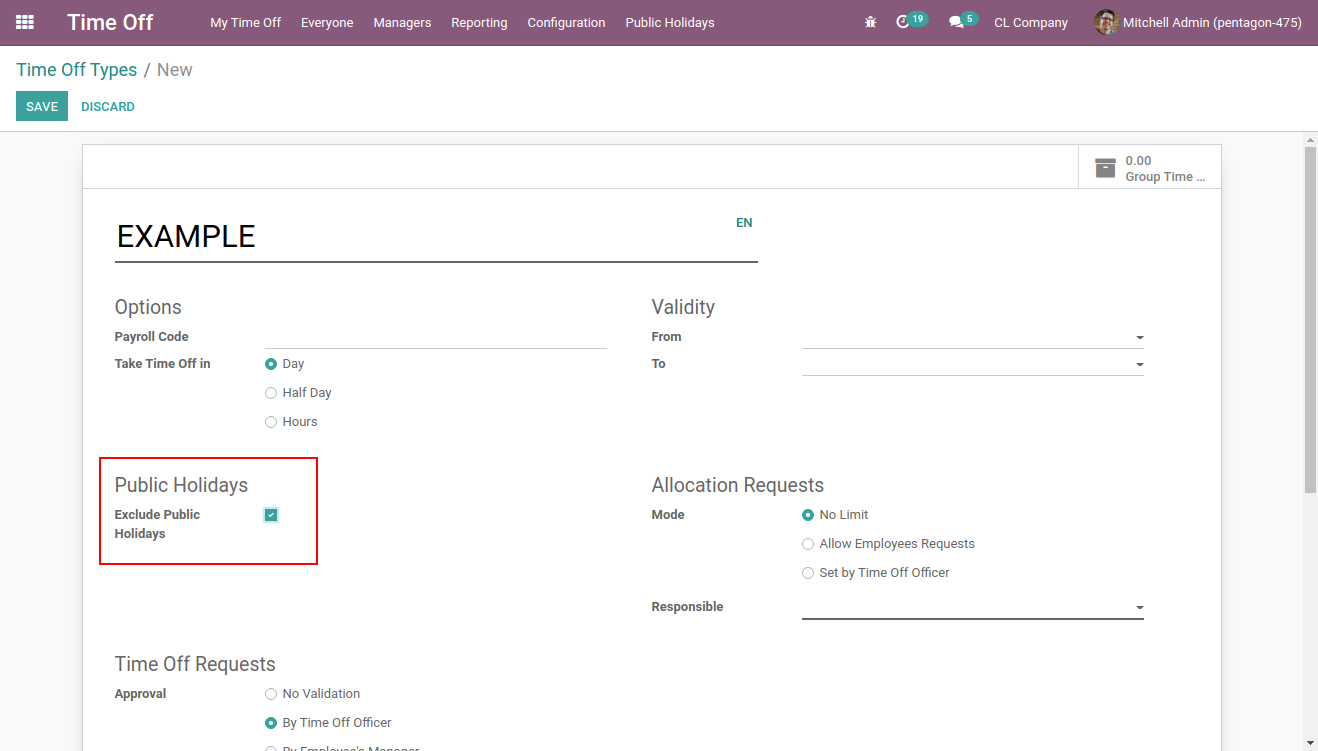 Time Off My Time Off Everyone Managers Reporting Configuration Public Holidays 19 5 CL Company Mitchell Admin (pentagon-475)
Time Off Types / New
SAVE DISCARD
0.00
Group Time ...
EXAMPLE EN
Options Validity
Payroll Code From
Take Time Off in Day To
Half Day
Hours
Public Holidays Allocation Requests
Exclude Public Mode No Limit
Holidays
Allow Employees Requests
Set by Time Off Officer
Responsible
Time Off Requests
Approval No Validation
By Time Off Officer
By Employee's Manager